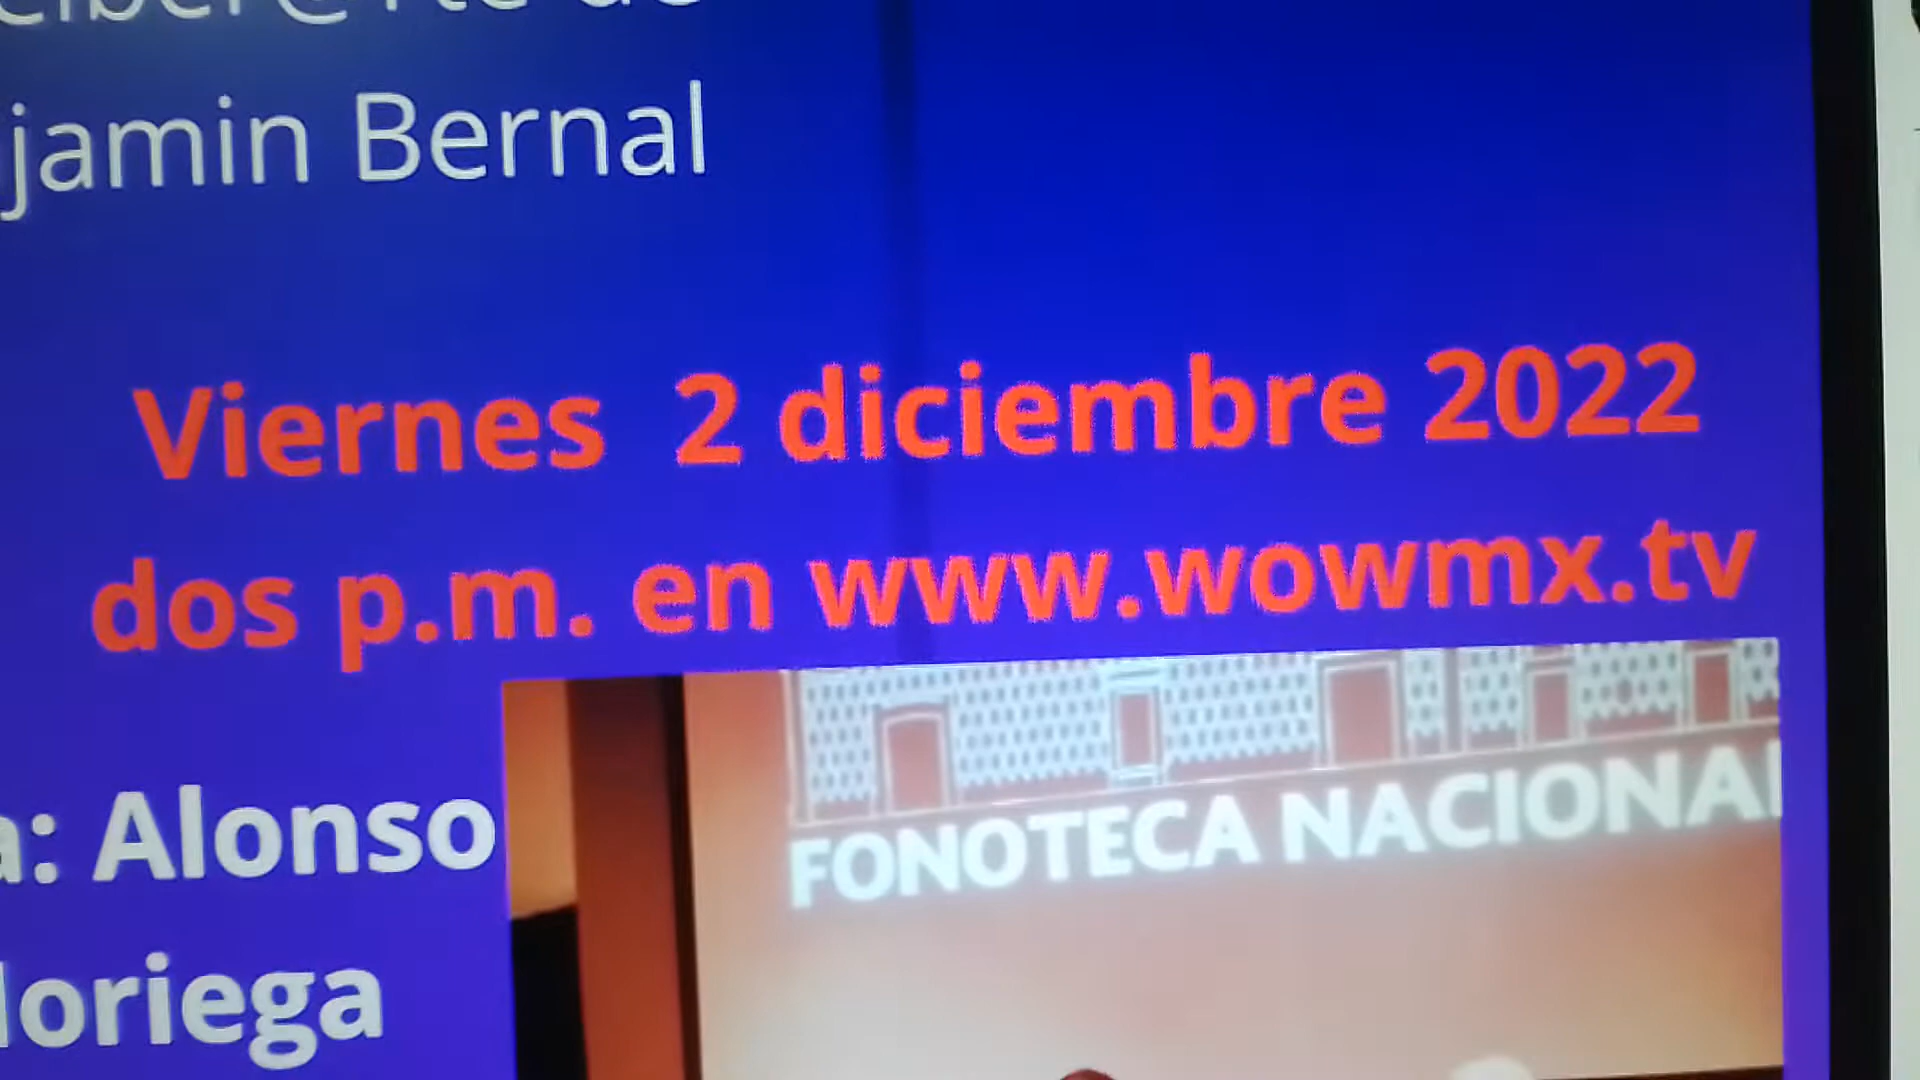 jamin Bernal
Viernes 2 diciembre 2022
dos p.m. en www.wowmx.tv
a: Alonso
loriega
FONOTECA NACIONAL